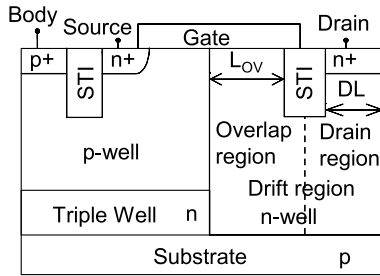 Body
Source
Gate
Drain
p+
STI
n+
L_OV
STI
n+
DL
p-well
Overlap
region
Drain
region
Drift region
n-well
Triple Well n
Substrate p